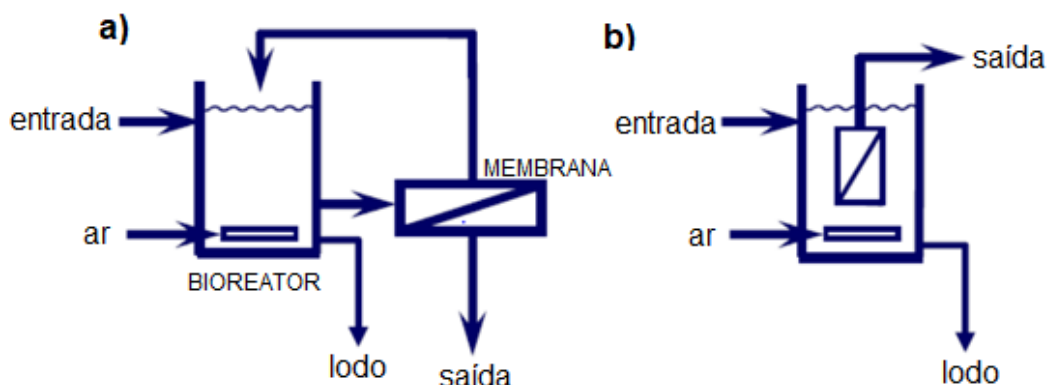 a)
entrada
MEMBRANA
ar
BIOREATOR
lodo
saída
b)
saída
entrada
ar
lodo